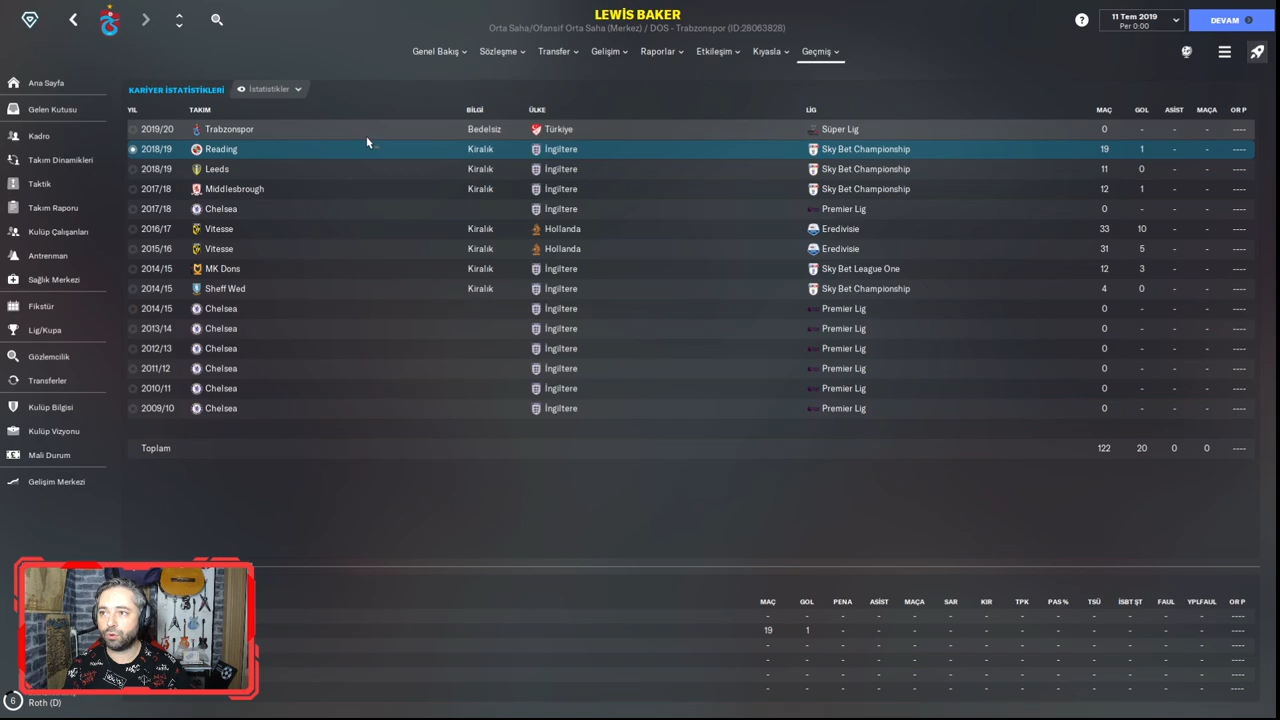 LEWİS BAKER
Orta Saha/Ofansif Orta Saha (Merkez) / DOS - Trabzonspor (ID:28063828)
11 Tem 2019
Per 0:00
DEVAM
Genel Bakış Sözleşme Transfer Gelişim Raporlar Etkileşim Kıyasla Geçmiş
Ana Sayfa
Gelen Kutusu
Kadro
Takım Dinamikleri
Taktik
Takım Raporu
Kulüp Çalışanları
Antrenman
Sağlık Merkezi
Fikstür
Lig/Kupa
Gözlemcilik
Transferler
Kulüp Bilgisi
Kulüp Vizyonu
Mali Durum
Gelişim Merkezi
KARİYER İSTATİSTİKLERİ İstatistikler
YIL TAKIM BİLGİ ÜLKE LİG MAÇ GOL ASİST MAÇA OR P
2019/20 Trabzonspor Bedelsiz Türkiye Süper Lig 0 - - - ----
2018/19 Reading Kiralık İngiltere Sky Bet Championship 19 1 - - ----
2018/19 Leeds Kiralık İngiltere Sky Bet Championship 11 0 - - ----
2017/18 Middlesbrough Kiralık İngiltere Sky Bet Championship 12 1 - - ----
2017/18 Chelsea İngiltere Premier Lig 0 - - - ----
2016/17 Vitesse Kiralık Hollanda Eredivisie 33 10 - - ----
2015/16 Vitesse Kiralık Hollanda Eredivisie 31 5 - - ----
2014/15 MK Dons Kiralık İngiltere Sky Bet League One 12 3 - - ----
2014/15 Sheff Wed Kiralık İngiltere Sky Bet Championship 4 0 - - ----
2014/15 Chelsea İngiltere Premier Lig 0 - - - ----
2013/14 Chelsea İngiltere Premier Lig 0 - - - ----
2012/13 Chelsea İngiltere Premier Lig 0 - - - ----
2011/12 Chelsea İngiltere Premier Lig 0 - - - ----
2010/11 Chelsea İngiltere Premier Lig 0 - - - ----
2009/10 Chelsea İngiltere Premier Lig 0 - - - ----
Toplam 122 20 0 0 ----
MAÇ GOL PENA ASİST MAÇA SAR KIR TPK PAS % TSÜ İSBT ŞT FAUL YPLFAUL OR P
- - - - - - - - - - - - - ----
19 1 - - - - - - - - - - - ----
- - - - - - - - - - - - - ----
- - - - - - - - - - - - - ----
- - - - - - - - - - - - - ----
6
Roth (D)